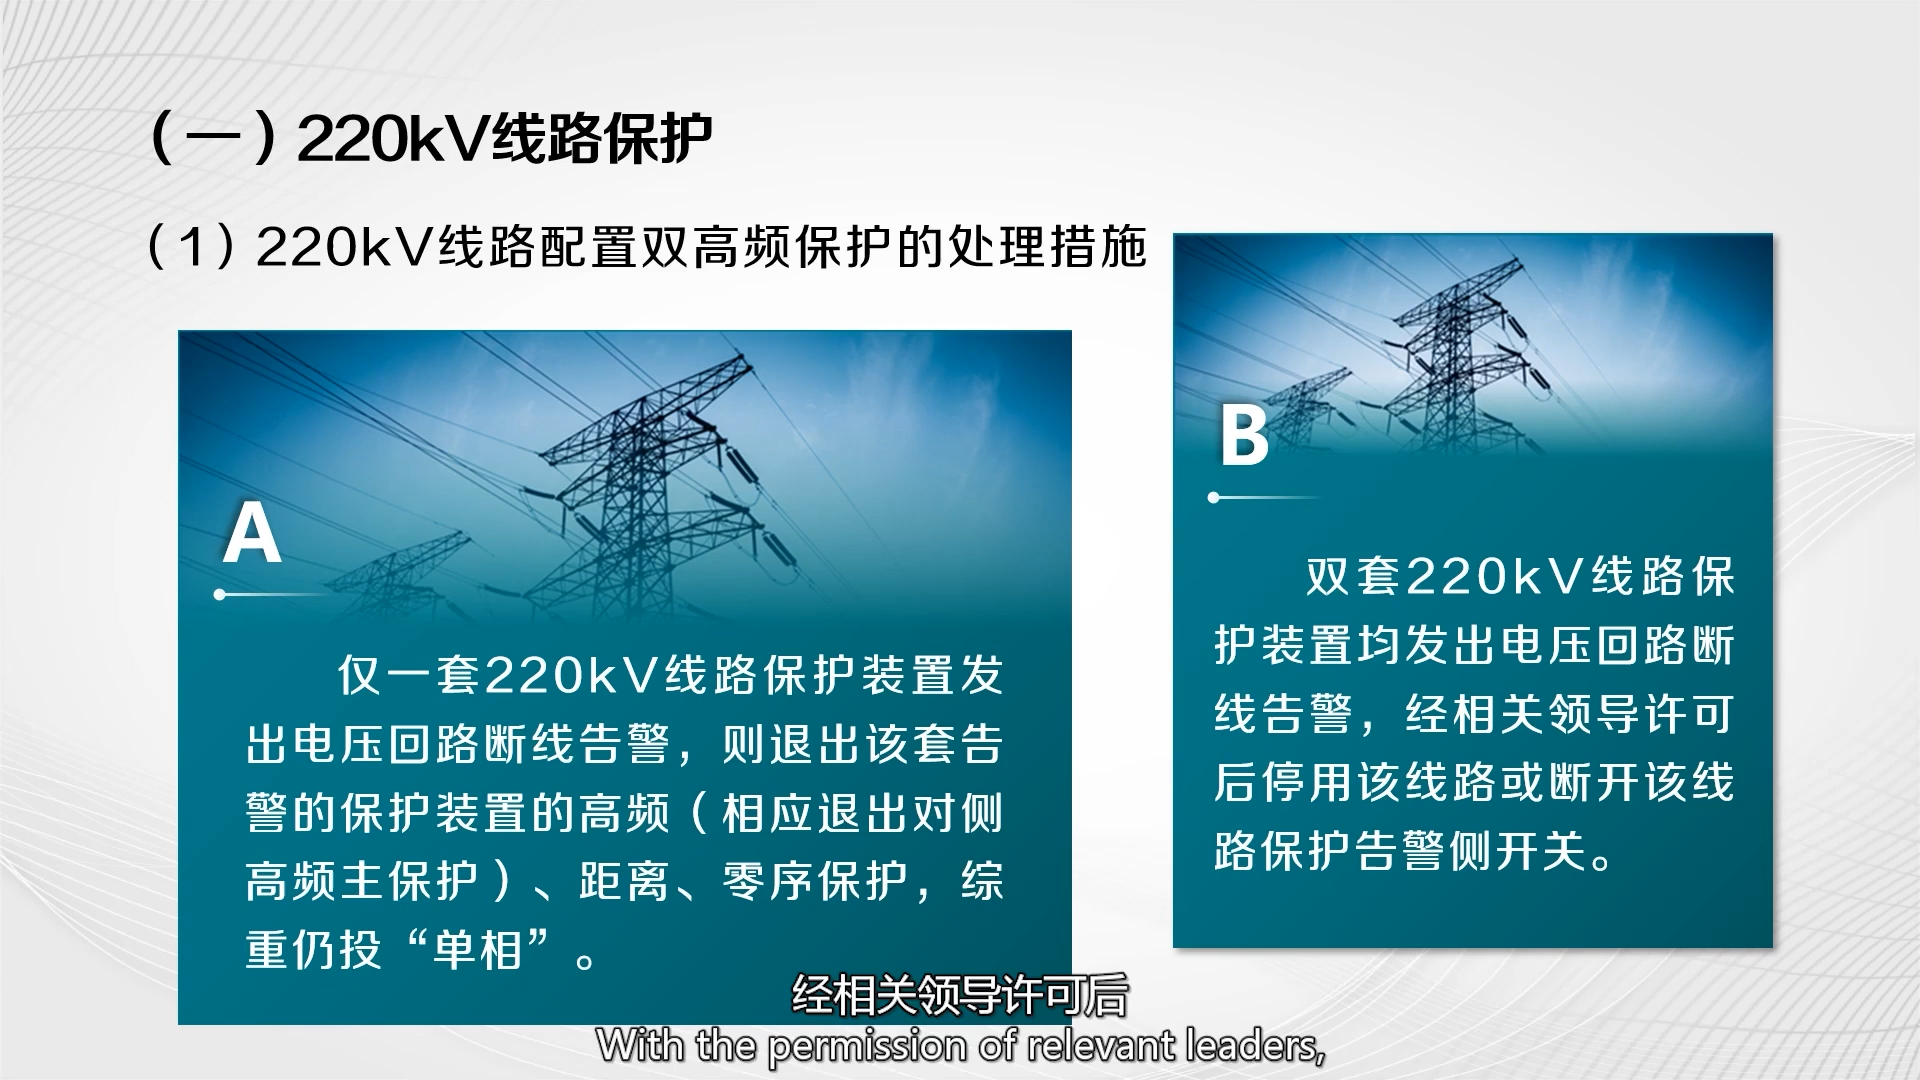 （一）220kV线路保护
（1）220kV线路配置双高频保护的处理措施
A
仅一套220kV线路保护装置发
出电压回路断线告警，则退出该套告
警的保护装置的高频（相应退出对侧
高频主保护）、距离、零序保护，综
重仍投“单相”。
B
双套220kV线路保
护装置均发出电压回路断
线告警，经相关领导许可
后停用该线路或断开该线
路保护告警侧开关。
经相关领导许可后
With the permission of relevant leaders,